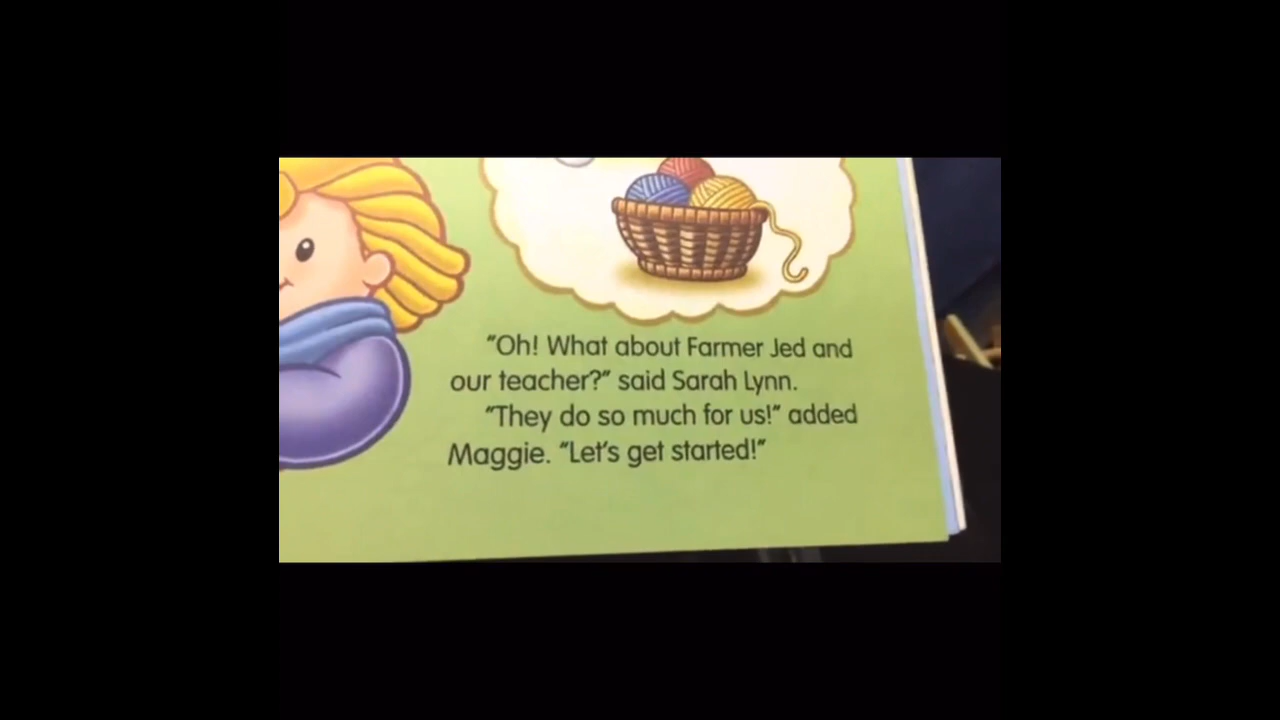 "Oh! What about Farmer Jed and
our teacher?" said Sarah Lynn.
"They do so much for us!" added
Maggie. "Let's get started!"